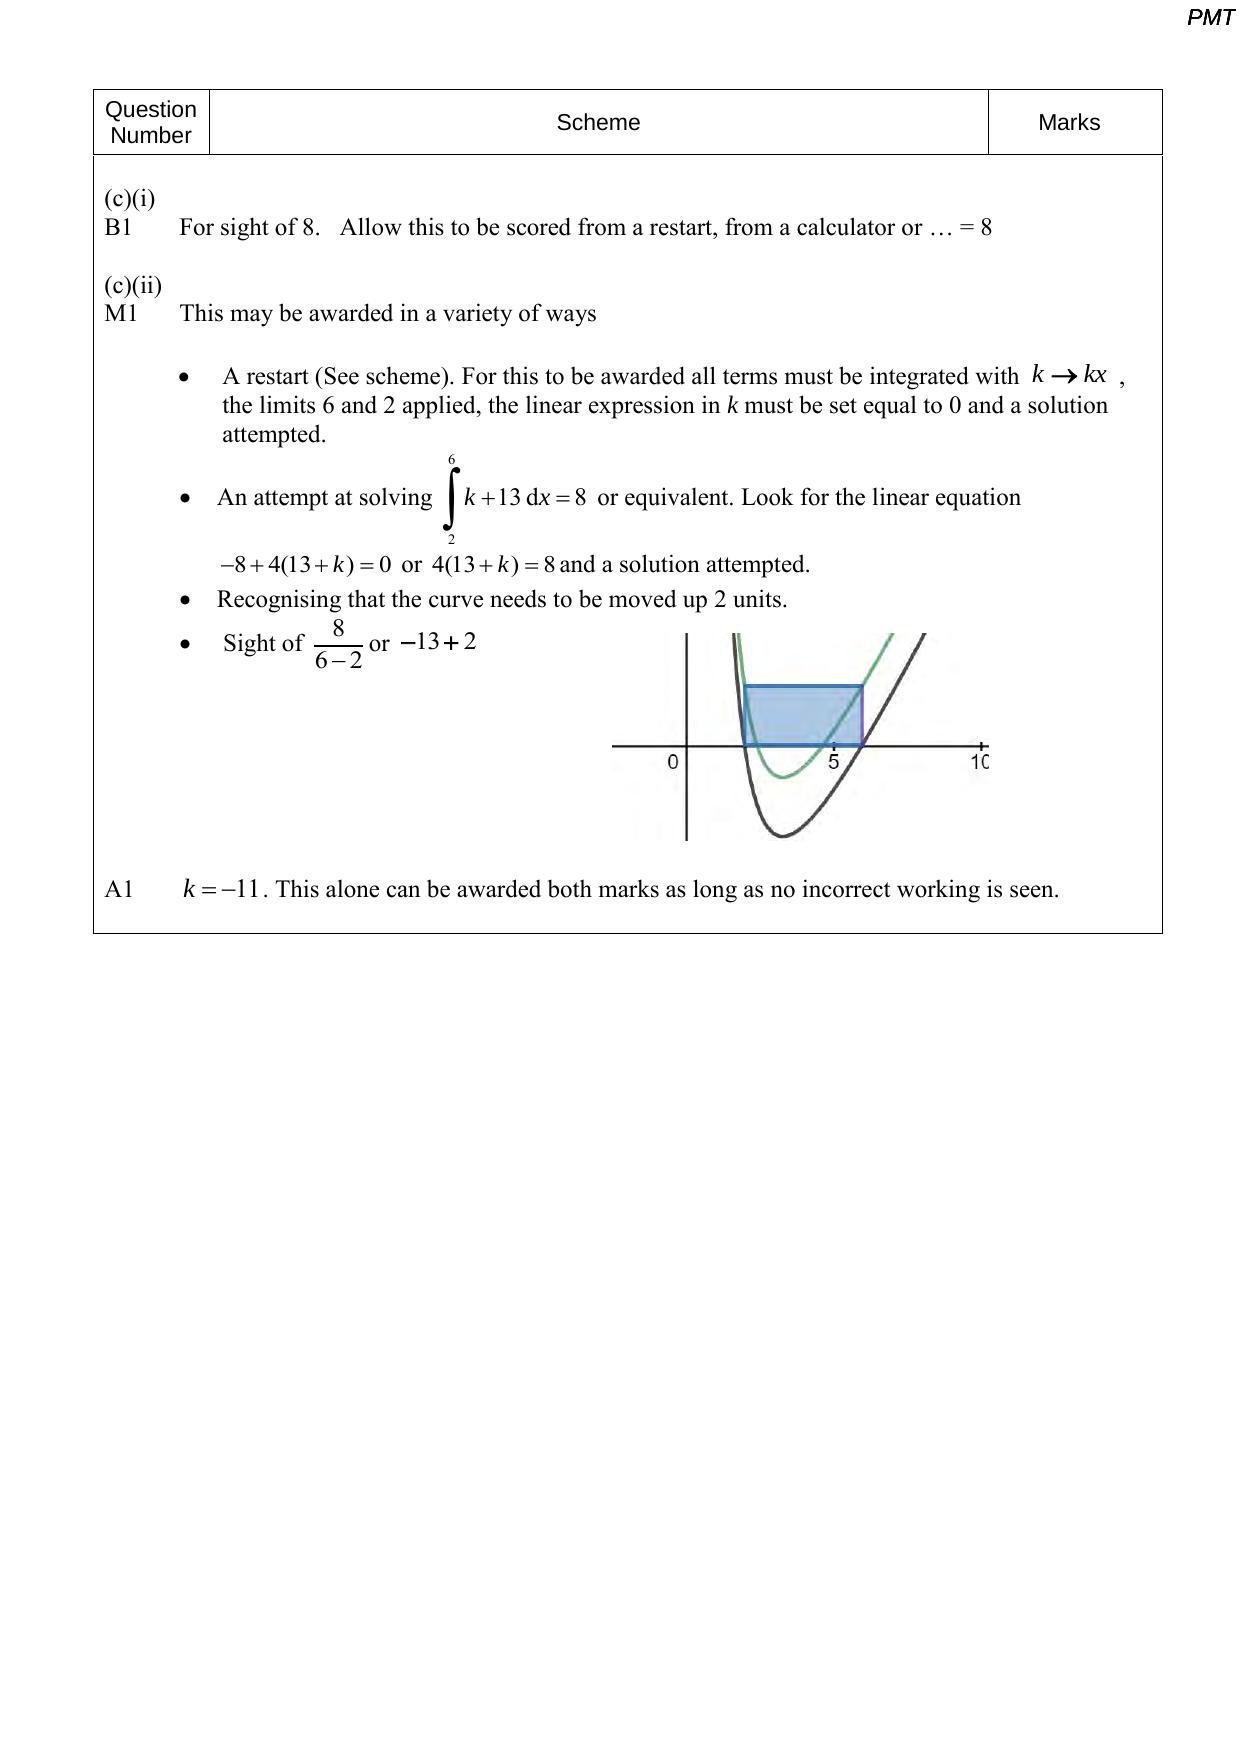 PMT
Question
Number
Scheme
Marks
(c)(i)
B1 For sight of 8. Allow this to be scored from a restart, from a calculator or … = 8
(c)(ii)
M1 This may be awarded in a variety of ways
• A restart (See scheme). For this to be awarded all terms must be integrated with k → kx ,
the limits 6 and 2 applied, the linear expression in k must be set equal to 0 and a solution
attempted.
• An attempt at solving ∫₂⁶ k + 13 dx = 8 or equivalent. Look for the linear equation
−8 + 4(13 + k) = 0 or 4(13 + k) = 8 and a solution attempted.
• Recognising that the curve needs to be moved up 2 units.
• Sight of 8/(6 − 2) or −13 + 2
0 5 10
A1 k = −11. This alone can be awarded both marks as long as no incorrect working is seen.